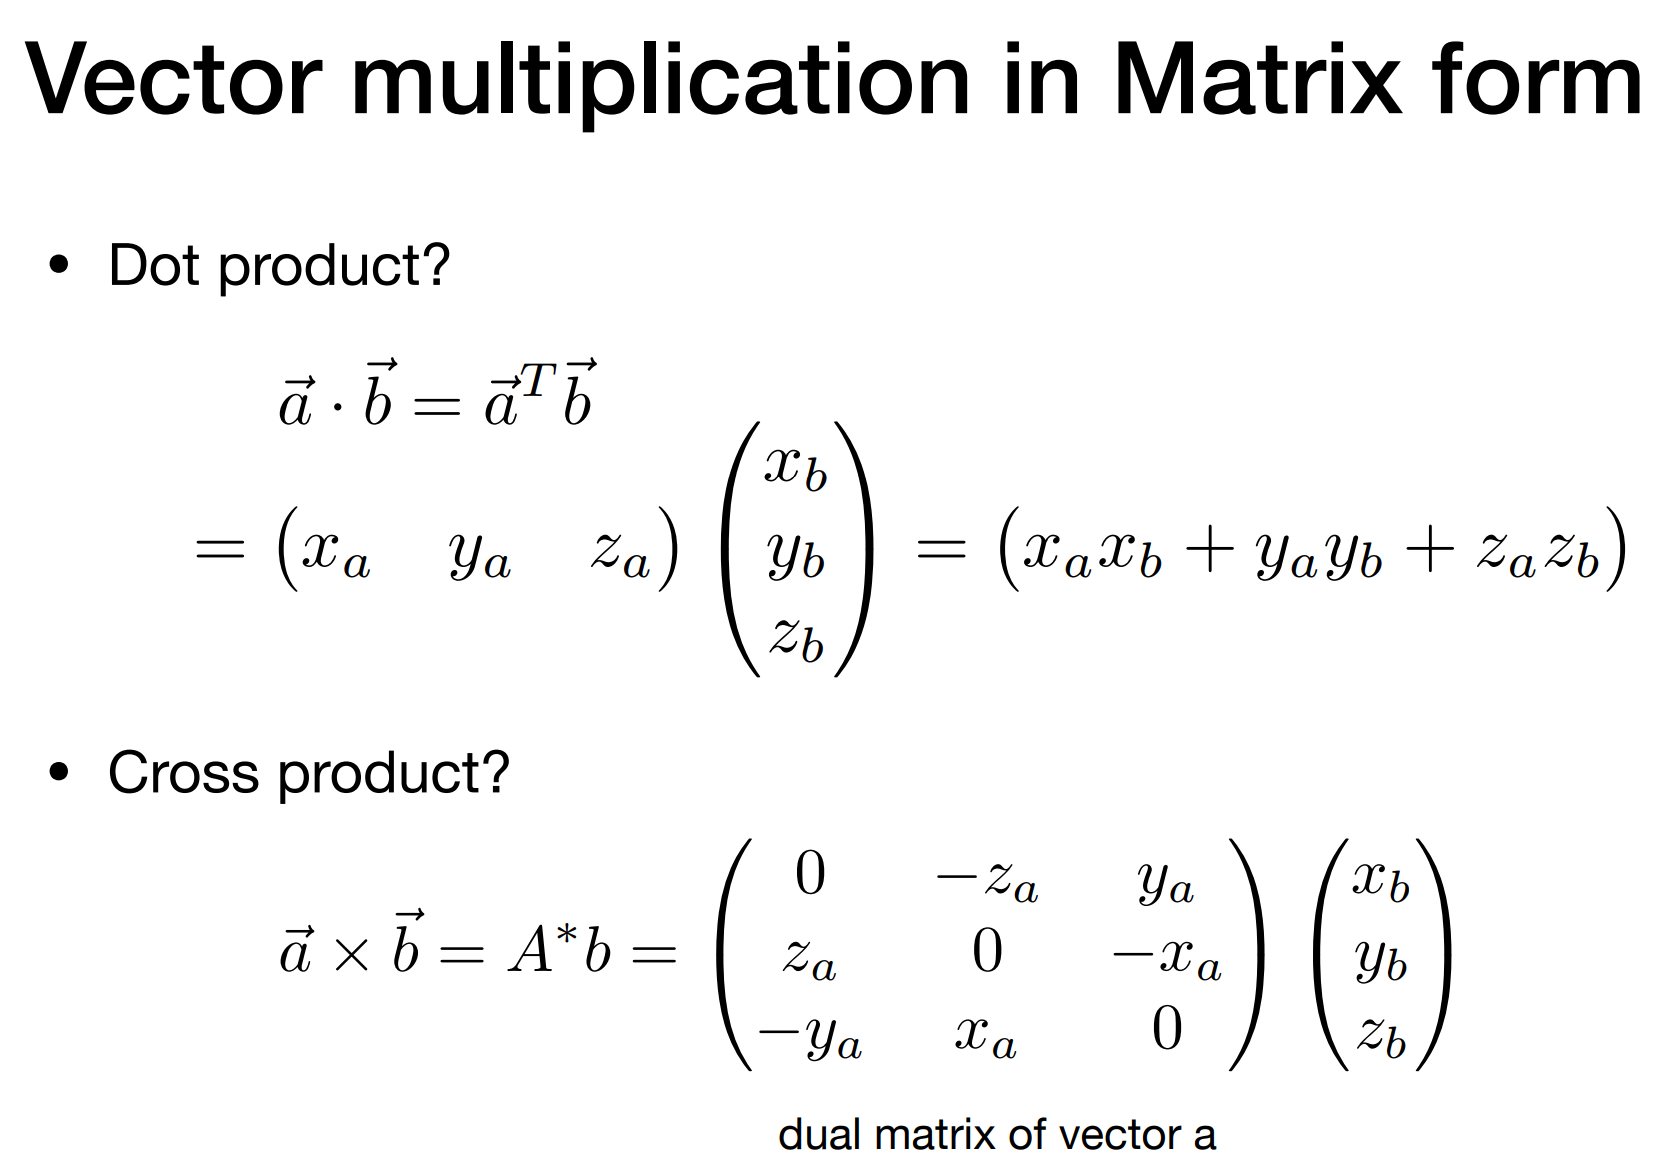 Vector multiplication in Matrix form
• Dot product?
$\vec{a} \cdot \vec{b} = \vec{a}^T \vec{b}$
$= \begin{pmatrix} x_a & y_a & z_a \end{pmatrix} \begin{pmatrix} x_b \\ y_b \\ z_b \end{pmatrix} = \begin{pmatrix} x_a x_b + y_a y_b + z_a z_b \end{pmatrix}$
• Cross product?
$\vec{a} \times \vec{b} = A^* b = \begin{pmatrix} 0 & -z_a & y_a \\ z_a & 0 & -x_a \\ -y_a & x_a & 0 \end{pmatrix} \begin{pmatrix} x_b \\ y_b \\ z_b \end{pmatrix}$
dual matrix of vector a